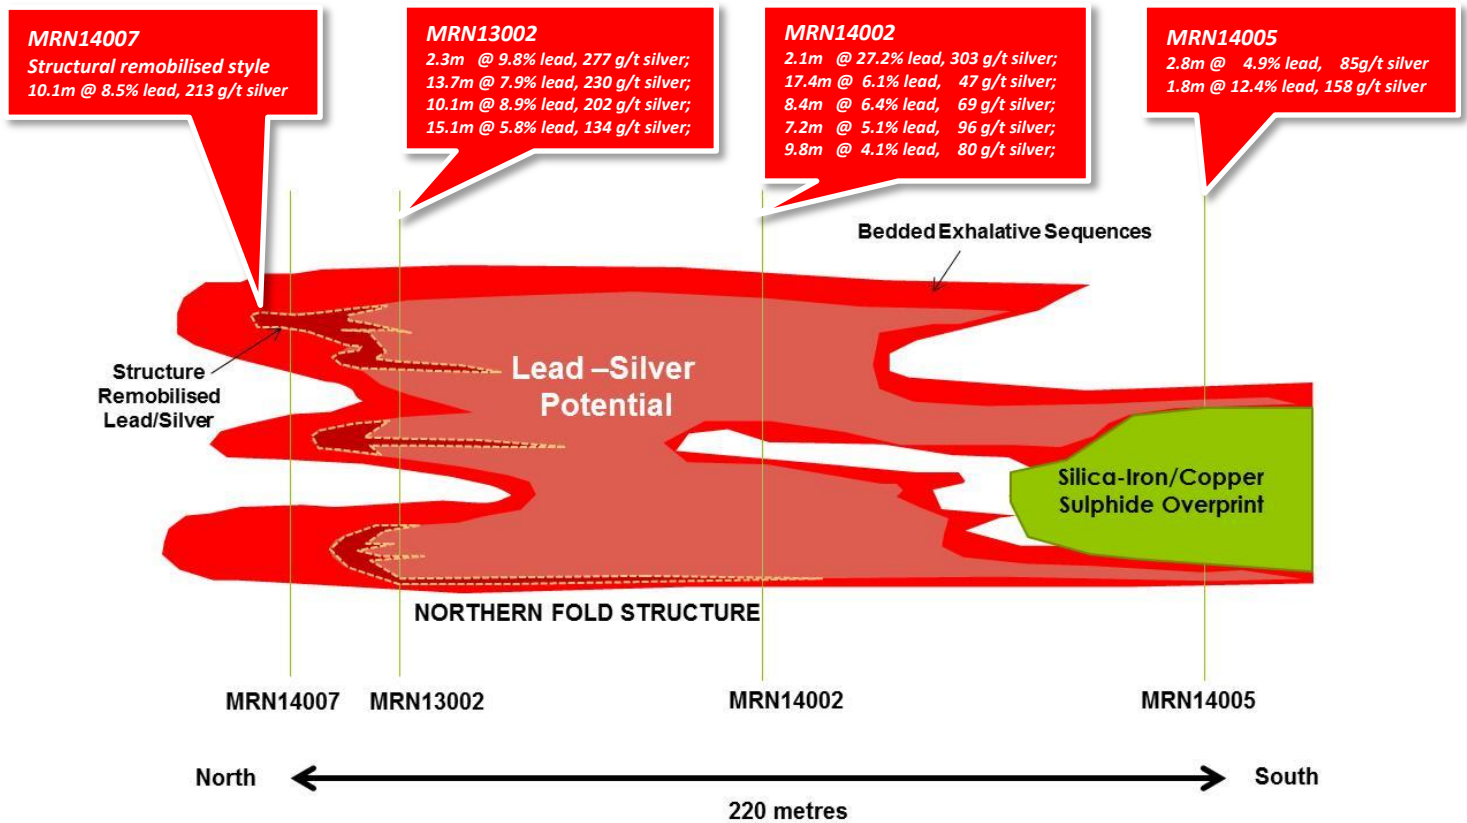 MRN14007
Structural remobilised style
10.1m @ 8.5% lead, 213 g/t silver
MRN13002
2.3m @ 9.8% lead, 277 g/t silver;
13.7m @ 7.9% lead, 230 g/t silver;
10.1m @ 8.9% lead, 202 g/t silver;
15.1m @ 5.8% lead, 134 g/t silver;
MRN14002
2.1m @ 27.2% lead, 303 g/t silver;
17.4m @ 6.1% lead, 47 g/t silver;
8.4m @ 6.4% lead, 69 g/t silver;
7.2m @ 5.1% lead, 96 g/t silver;
9.8m @ 4.1% lead, 80 g/t silver;
MRN14005
2.8m @ 4.9% lead, 85g/t silver
1.8m @ 12.4% lead, 158 g/t silver
Bedded Exhalative Sequences
Structure
Remobilised
Lead/Silver
Lead –Silver
Potential
Silica-Iron/Copper
Sulphide Overprint
NORTHERN FOLD STRUCTURE
MRN14007
MRN13002
MRN14002
MRN14005
North
South
220 metres